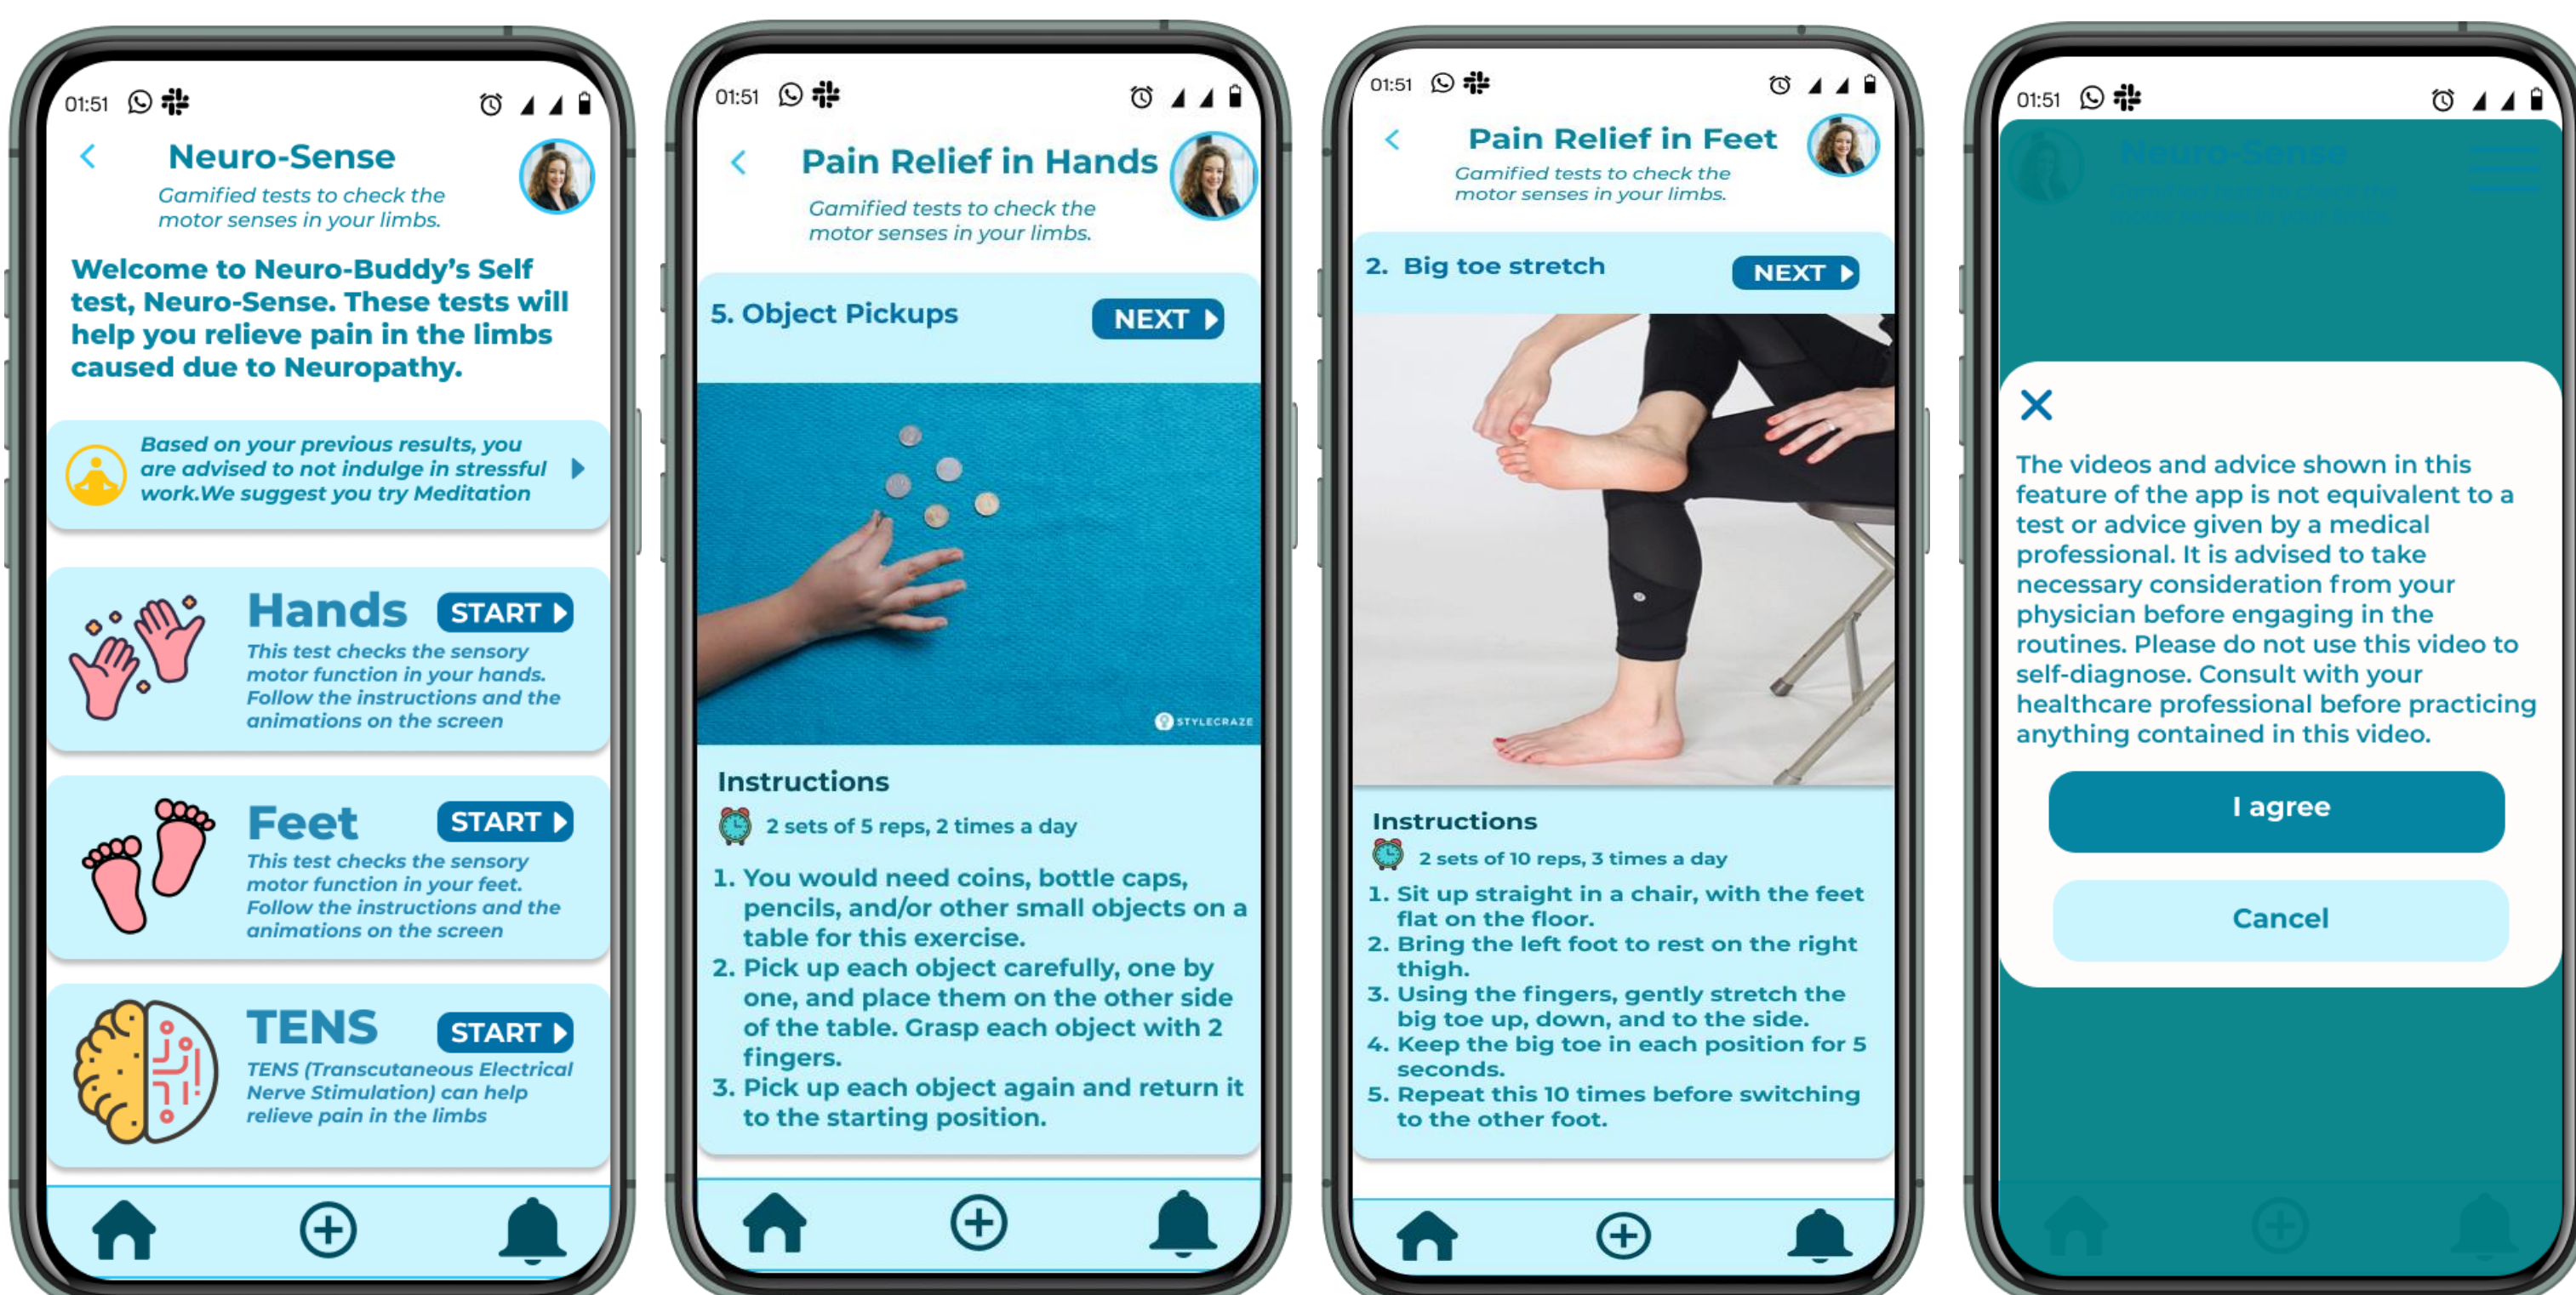 01:51
Neuro-Sense
Gamified tests to check the
motor senses in your limbs.
Welcome to Neuro-Buddy's Self
test, Neuro-Sense. These tests will
help you relieve pain in the limbs
caused due to Neuropathy.
Based on your previous results, you
are advised to not indulge in stressful
work.We suggest you try Meditation
Hands
START
This test checks the sensory
motor function in your hands.
Follow the instructions and the
animations on the screen
Feet
START
This test checks the sensory
motor function in your feet.
Follow the instructions and the
animations on the screen
TENS
START
TENS (Transcutaneous Electrical
Nerve Stimulation) can help
relieve pain in the limbs
01:51
Pain Relief in Hands
Gamified tests to check the
motor senses in your limbs.
5. Object Pickups
NEXT
STYLECRAZE
Instructions
2 sets of 5 reps, 2 times a day
1. You would need coins, bottle caps,
pencils, and/or other small objects on a
table for this exercise.
2. Pick up each object carefully, one by
one, and place them on the other side
of the table. Grasp each object with 2
fingers.
3. Pick up each object again and return it
to the starting position.
01:51
Pain Relief in Feet
Gamified tests to check the
motor senses in your limbs.
2. Big toe stretch
NEXT
Instructions
2 sets of 10 reps, 3 times a day
1. Sit up straight in a chair, with the feet
flat on the floor.
2. Bring the left foot to rest on the right
thigh.
3. Using the fingers, gently stretch the
big toe up, down, and to the side.
4. Keep the big toe in each position for 5
seconds.
5. Repeat this 10 times before switching
to the other foot.
01:51
Neuro-Sense
The videos and advice shown in this
feature of the app is not equivalent to a
test or advice given by a medical
professional. It is advised to take
necessary consideration from your
physician before engaging in the
routines. Please do not use this video to
self-diagnose. Consult with your
healthcare professional before practicing
anything contained in this video.
I agree
Cancel